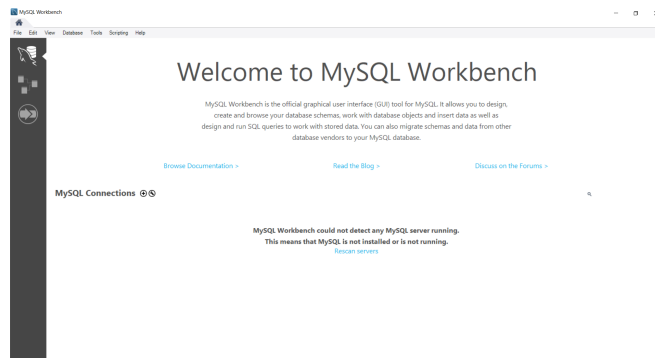 MySQL Workbench
File Edit View Database Tools Scripting Help
Welcome to MySQL Workbench
MySQL Workbench is the official graphical user interface (GUI) tool for MySQL. It allows you to design,
create and browse your database schemas, work with database objects and insert data as well as
design and run SQL queries to work with stored data. You can also migrate schemas and data from other
database vendors to your MySQL database.
Browse Documentation > Read the Blog > Discuss on the Forums >
MySQL Connections
MySQL Workbench could not detect any MySQL server running.
This means that MySQL is not installed or is not running.
Rescan servers